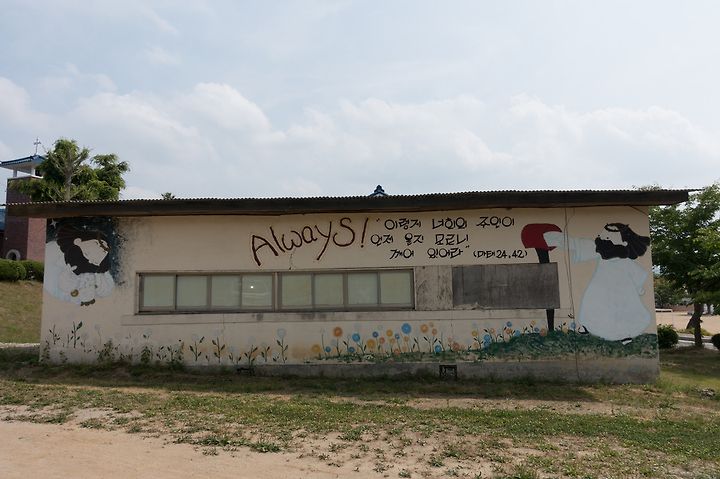 Always!
"이렇게 너희의 주인이
언제 올지 모르니
깨어 있어라" (마태24.42)